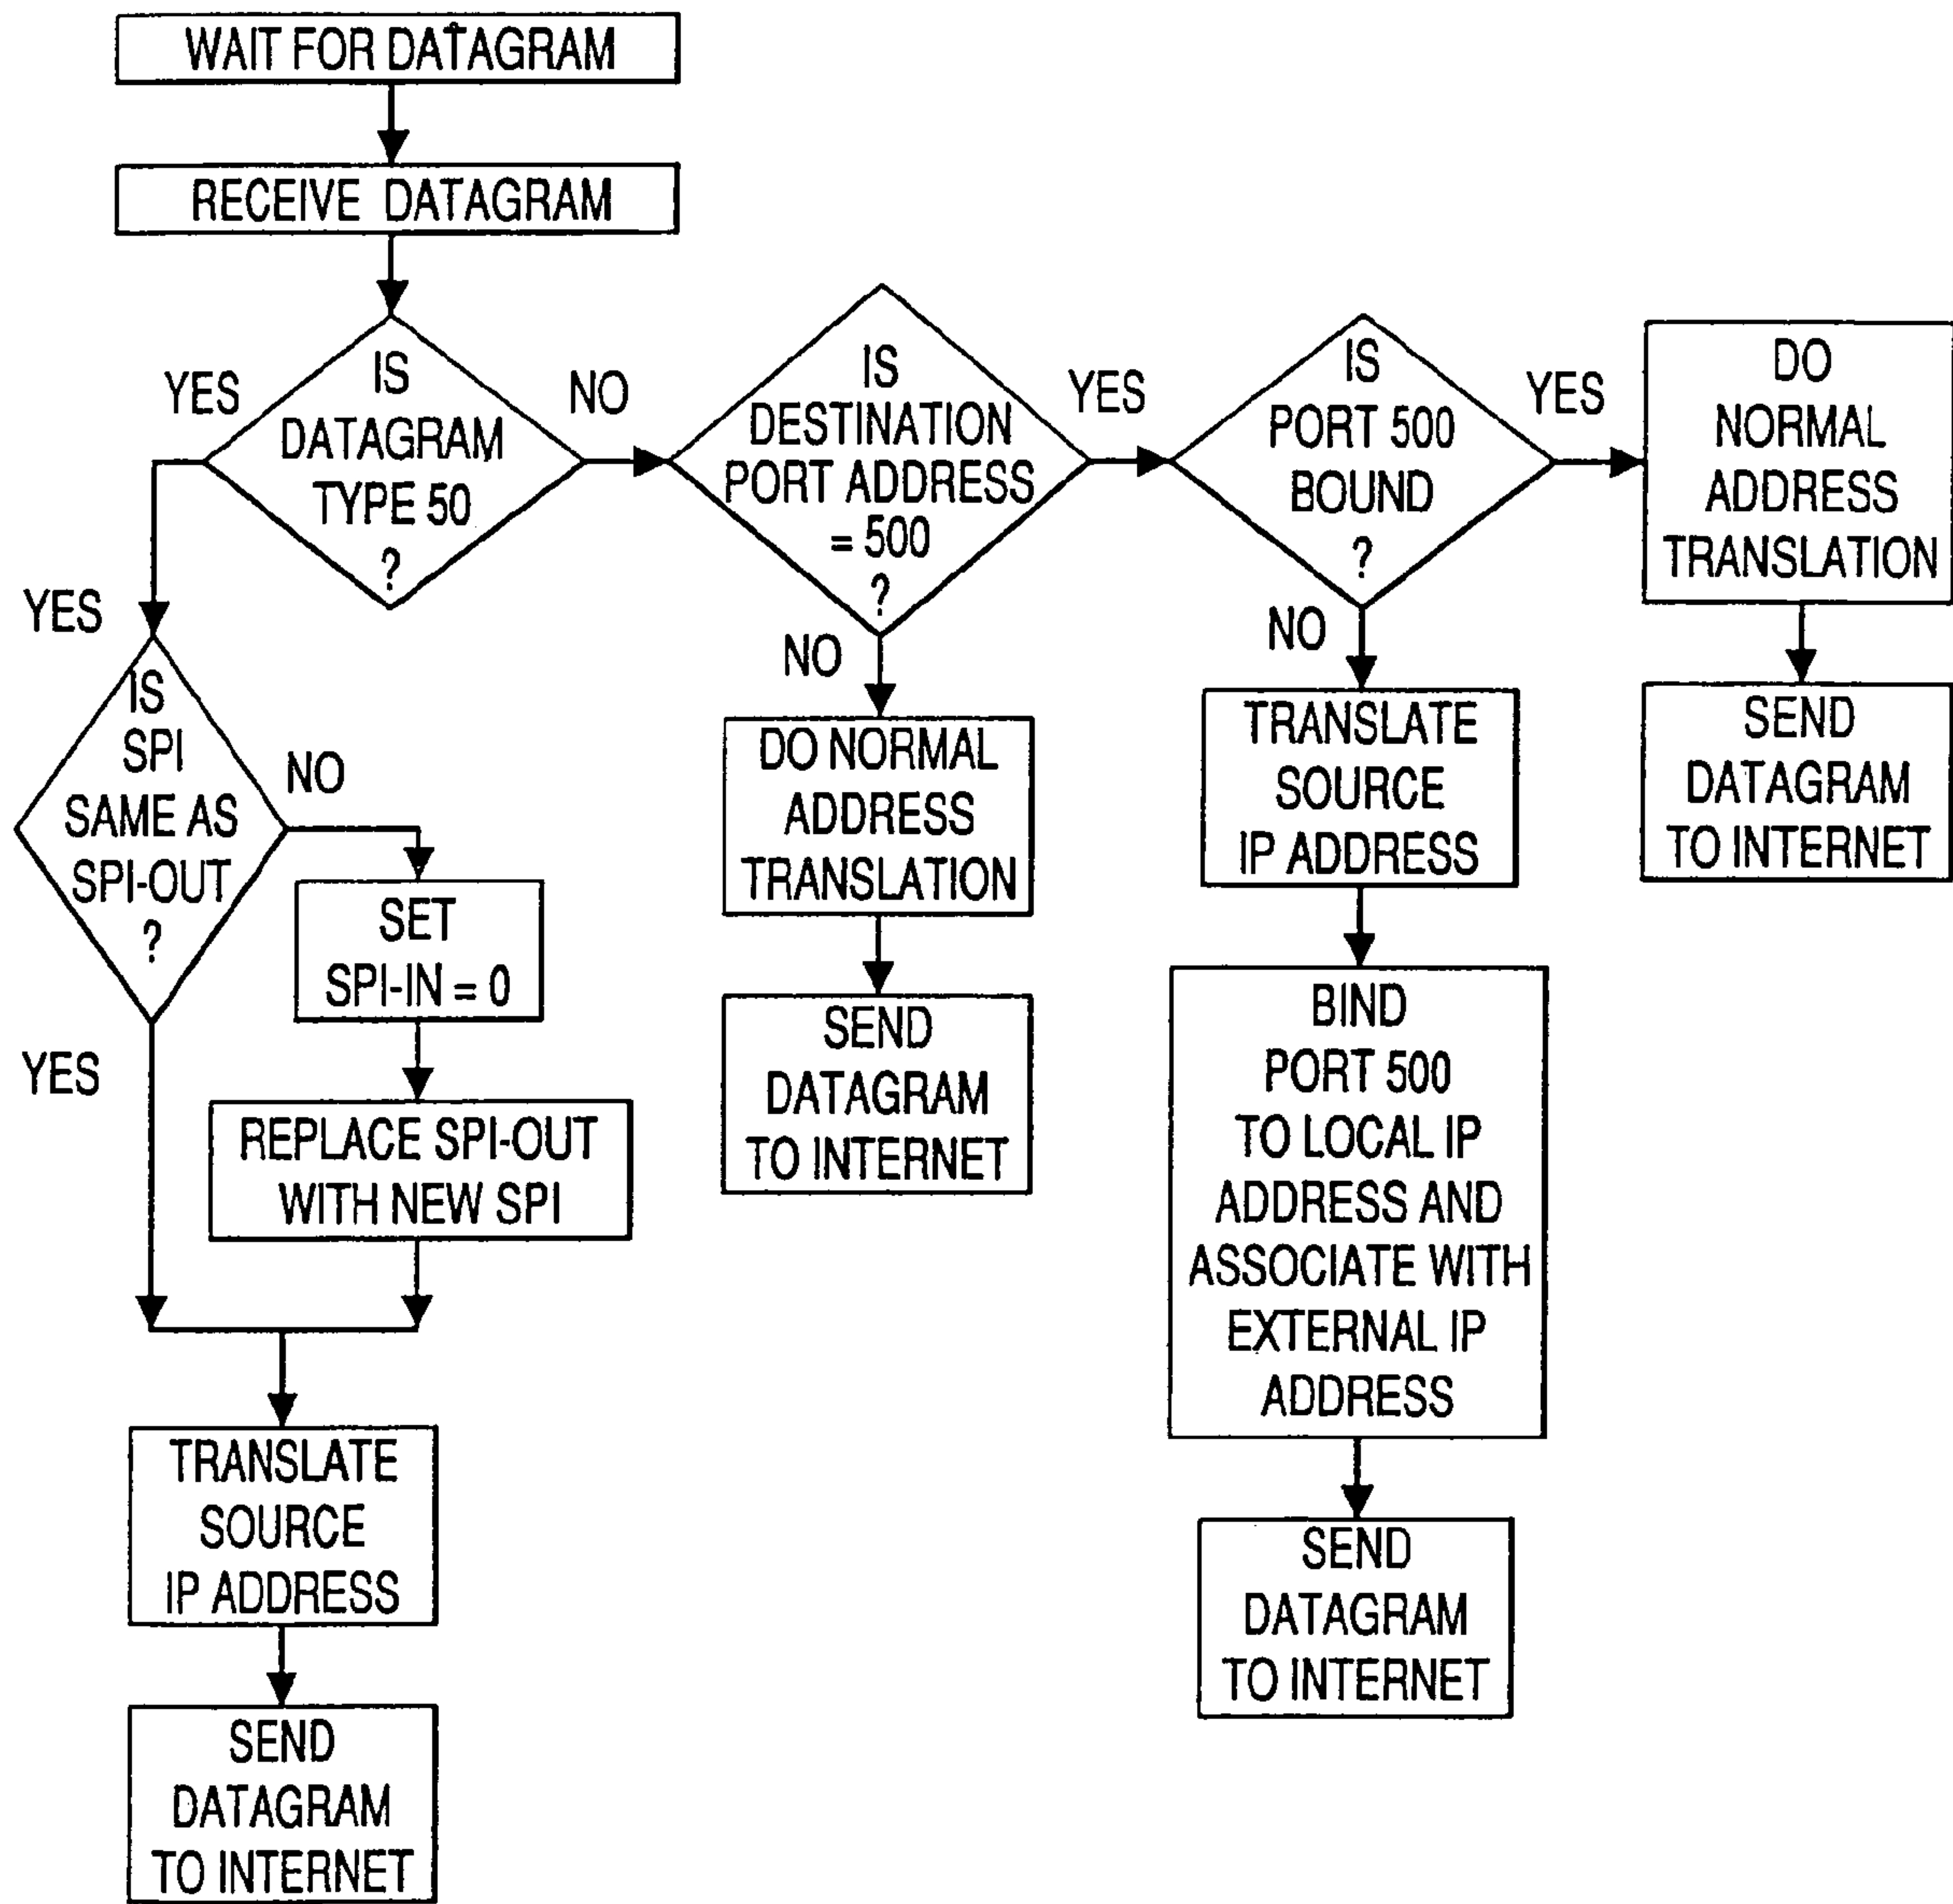 WAIT FOR DATAGRAM
RECEIVE DATAGRAM
YES
IS
DATAGRAM
TYPE 50
?
NO
IS
DESTINATION
PORT ADDRESS
= 500
?
YES
IS
PORT 500
BOUND
?
YES
DO
NORMAL
ADDRESS
TRANSLATION
SEND
DATAGRAM
TO INTERNET
YES
IS
SPI
SAME AS
SPI-OUT
?
NO
SET
SPI-IN = 0
REPLACE SPI-OUT
WITH NEW SPI
YES
TRANSLATE
SOURCE
IP ADDRESS
SEND
DATAGRAM
TO INTERNET
NO
DO NORMAL
ADDRESS
TRANSLATION
SEND
DATAGRAM
TO INTERNET
NO
TRANSLATE
SOURCE
IP ADDRESS
BIND
PORT 500
TO LOCAL IP
ADDRESS AND
ASSOCIATE WITH
EXTERNAL IP
ADDRESS
SEND
DATAGRAM
TO INTERNET